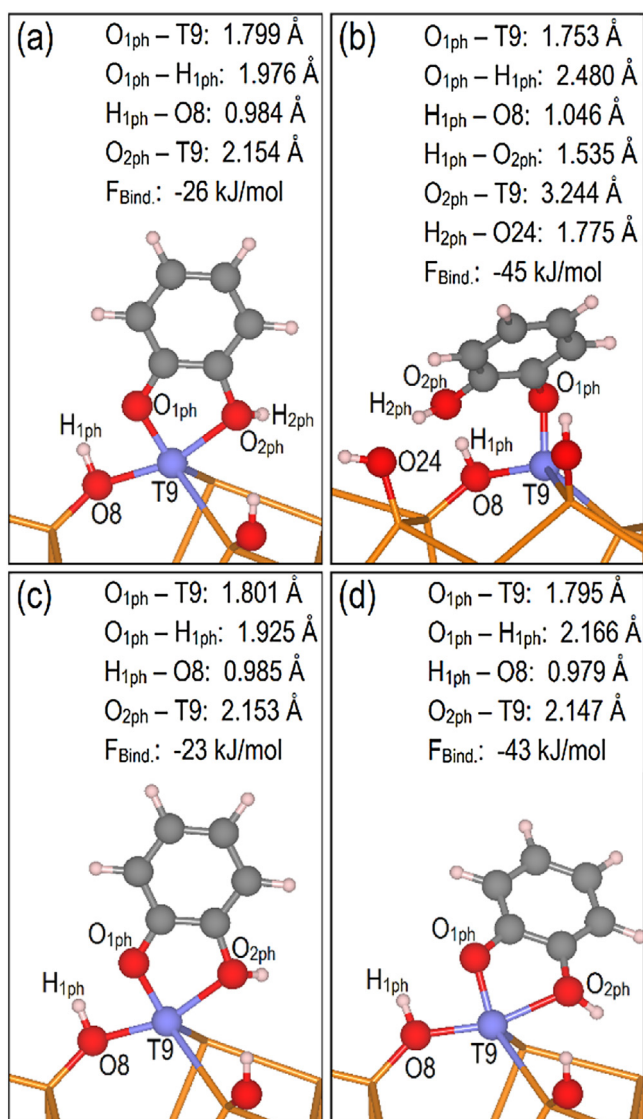 (a)
O1ph – T9: 1.799 Å
O1ph – H1ph: 1.976 Å
H1ph – O8: 0.984 Å
O2ph – T9: 2.154 Å
FBind.: -26 kJ/mol
O1ph
H2ph
H1ph
O2ph
T9
O8
(b)
O1ph – T9: 1.753 Å
O1ph – H1ph: 2.480 Å
H1ph – O8: 1.046 Å
H1ph – O2ph: 1.535 Å
O2ph – T9: 3.244 Å
H2ph – O24: 1.775 Å
FBind.: -45 kJ/mol
O2ph
O1ph
H2ph
H1ph
O24
O8
T9
(c)
O1ph – T9: 1.801 Å
O1ph – H1ph: 1.925 Å
H1ph – O8: 0.985 Å
O2ph – T9: 2.153 Å
FBind.: -23 kJ/mol
O1ph
O2ph
H1ph
T9
O8
(d)
O1ph – T9: 1.795 Å
O1ph – H1ph: 2.166 Å
H1ph – O8: 0.979 Å
O2ph – T9: 2.147 Å
FBind.: -43 kJ/mol
O1ph
H1ph
O2ph
T9
O8